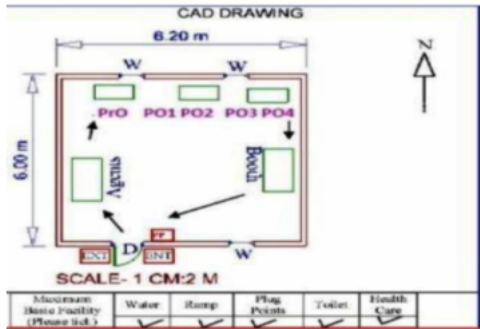 CAD DRAWING
6.20 m
N
W W
PrO PO1 PO2 PO3 PO4
6.00 m
Agents
Booth
PP
D
EXT ENT
W
SCALE- 1 CM:2 M
Maximum Basic Facility (Please tick)
Water
Ramp
Plug Points
Toilet
Health Care